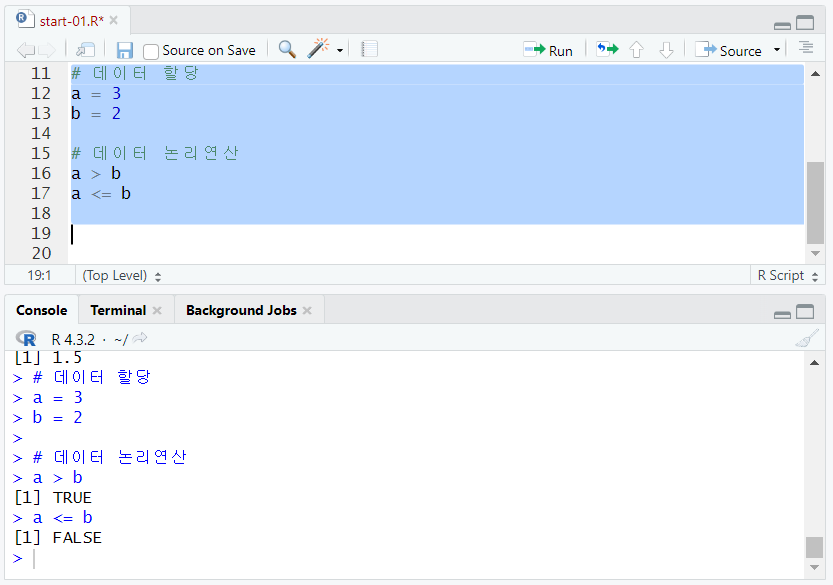 start-01.R*
Source on Save Run Source
11 # 데이터 할당
12 a = 3
13 b = 2
14
15 # 데이터 논리연산
16 a > b
17 a <= b
18
19
20
19:1 (Top Level) R Script
Console Terminal Background Jobs
R R 4.3.2 · ~/
[1] 1.5
> # 데이터 할당
> a = 3
> b = 2
>
> # 데이터 논리연산
> a > b
[1] TRUE
> a <= b
[1] FALSE
>